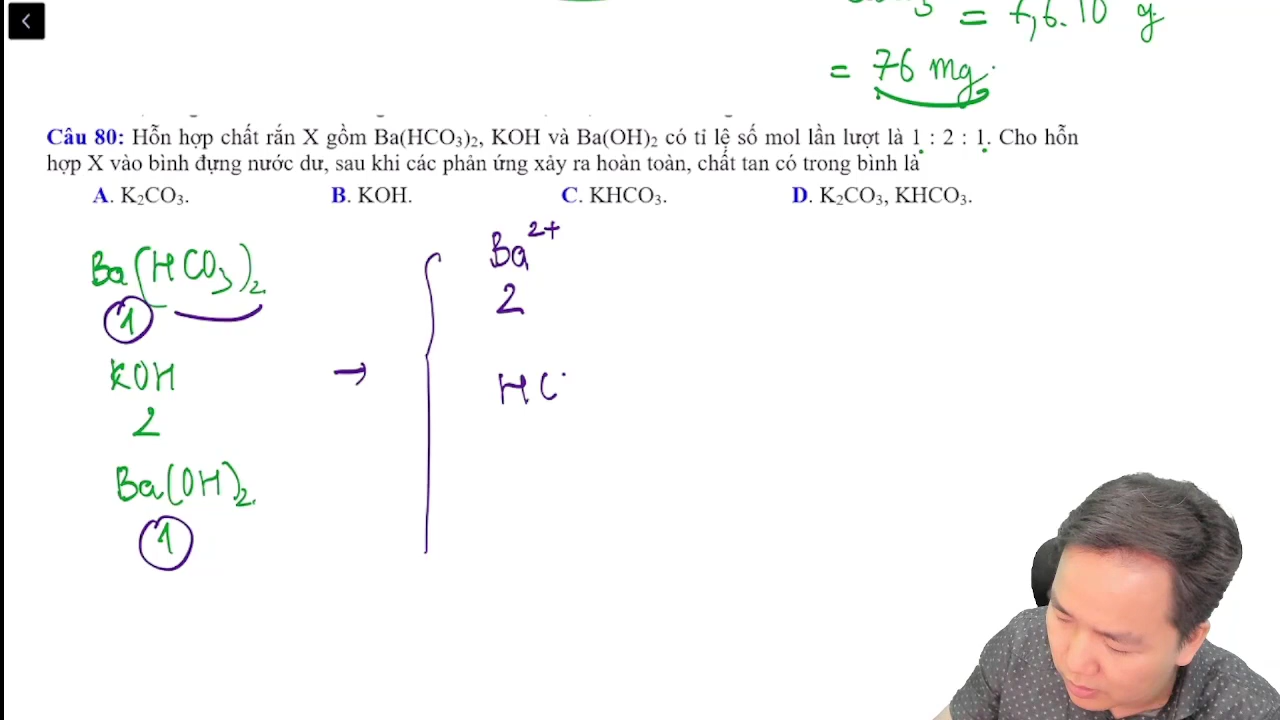 = 7,6.10 g
= 76 mg.
Câu 80: Hỗn hợp chất rắn X gồm Ba(HCO₃)₂, KOH và Ba(OH)₂ có tỉ lệ số mol lần lượt là 1 : 2 : 1. Cho hỗn
hợp X vào bình đựng nước dư, sau khi các phản ứng xảy ra hoàn toàn, chất tan có trong bình là
A. K₂CO₃. B. KOH. C. KHCO₃. D. K₂CO₃, KHCO₃.
Ba(HCO₃)₂
1
KOH
2
Ba(OH)₂
1
→
Ba²⁺
2
HC